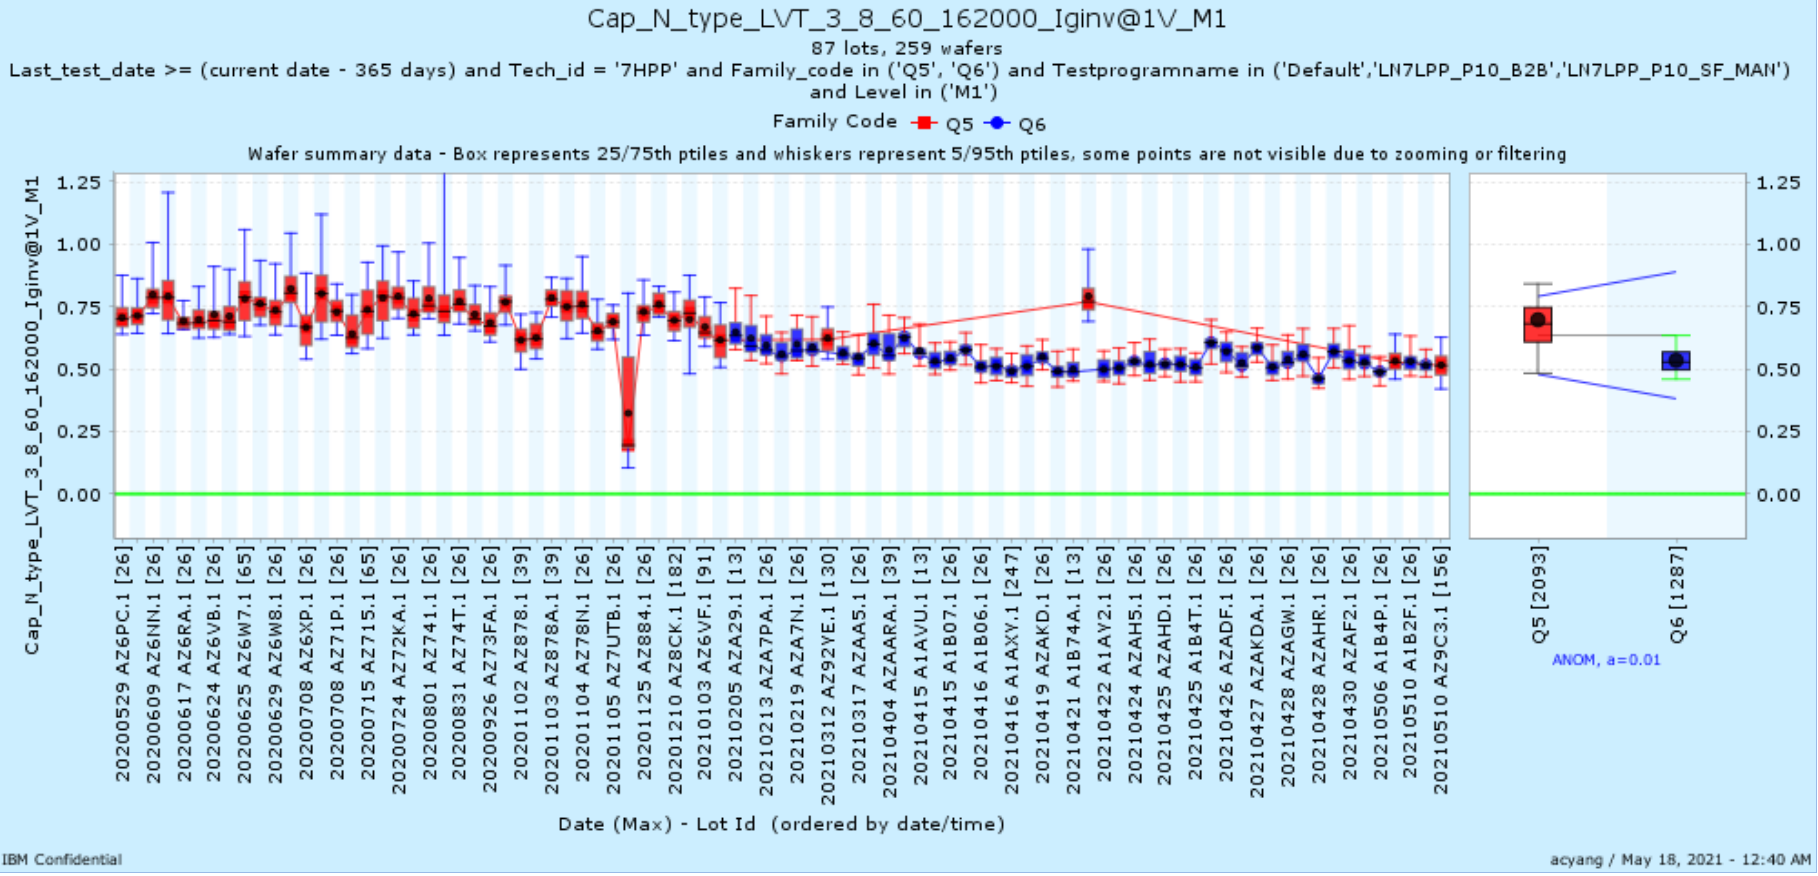 Cap_N_type_LVT_3_8_60_162000_Iginv@1V_M1
87 lots, 259 wafers
Last_test_date >= (current date - 365 days) and Tech_id = '7HPP' and Family_code in ('Q5', 'Q6') and Testprogramname in ('Default','LN7LPP_P10_B2B','LN7LPP_P10_SF_MAN')
and Level in ('M1')
Family Code Q5 Q6
Wafer summary data - Box represents 25/75th ptiles and whiskers represent 5/95th ptiles, some points are not visible due to zooming or filtering
Cap_N_type_LVT_3_8_60_162000_Iginv@1V_M1
1.25
1.00
0.75
0.50
0.25
0.00
1.25
1.00
0.75
0.50
0.25
0.00
20200529 AZ6PC.1 [26]
20200609 AZ6NN.1 [26]
20200617 AZ6RA.1 [26]
20200624 AZ6VB.1 [26]
20200625 AZ6W7.1 [65]
20200629 AZ6W8.1 [26]
20200708 AZ6XP.1 [26]
20200708 AZ71P.1 [26]
20200715 AZ715.1 [65]
20200724 AZ72KA.1 [26]
20200801 AZ741.1 [26]
20200831 AZ74T.1 [26]
20200926 AZ73FA.1 [26]
20201102 AZ878.1 [39]
20201103 AZ878A.1 [39]
20201104 AZ78N.1 [26]
20201105 AZ7UTB.1 [26]
20201125 AZ884.1 [26]
20201210 AZ8CK.1 [182]
20210103 AZ6VF.1 [91]
20210205 AZA29.1 [13]
20210213 AZA7PA.1 [26]
20210219 AZA7N.1 [26]
20210312 AZ92YE.1 [130]
20210317 AZAA5.1 [26]
20210404 AZAARA.1 [39]
20210415 A1AVU.1 [13]
20210415 A1B07.1 [26]
20210416 A1B06.1 [26]
20210416 A1AXY.1 [247]
20210419 AZAKD.1 [26]
20210421 A1B74A.1 [13]
20210422 A1AY2.1 [26]
20210424 AZAH5.1 [26]
20210425 AZAHD.1 [26]
20210425 A1B4T.1 [26]
20210426 AZADF.1 [26]
20210427 AZAKDA.1 [26]
20210428 AZAGW.1 [26]
20210428 AZAHR.1 [26]
20210430 AZAF2.1 [26]
20210506 A1B4P.1 [26]
20210510 A1B2F.1 [26]
20210510 AZ9C3.1 [156]
Q5 [2093]
Q6 [1287]
ANOM, a=0.01
Date (Max) - Lot Id (ordered by date/time)
IBM Confidential
acyang / May 18, 2021 - 12:40 AM